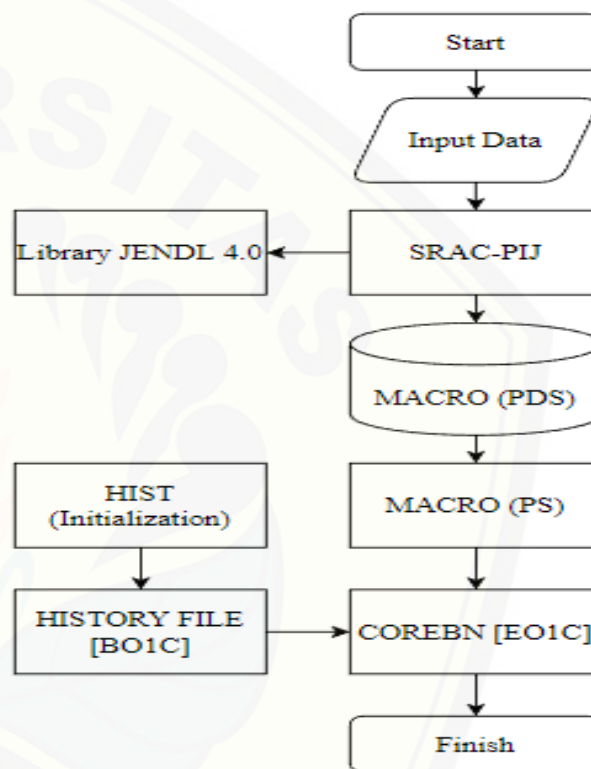 Start
Input Data
Library JENDL 4.0
SRAC-PIJ
MACRO (PDS)
HIST
(Initialization)
MACRO (PS)
HISTORY FILE
[BO1C]
COREBN [EO1C]
Finish
ERSITAS